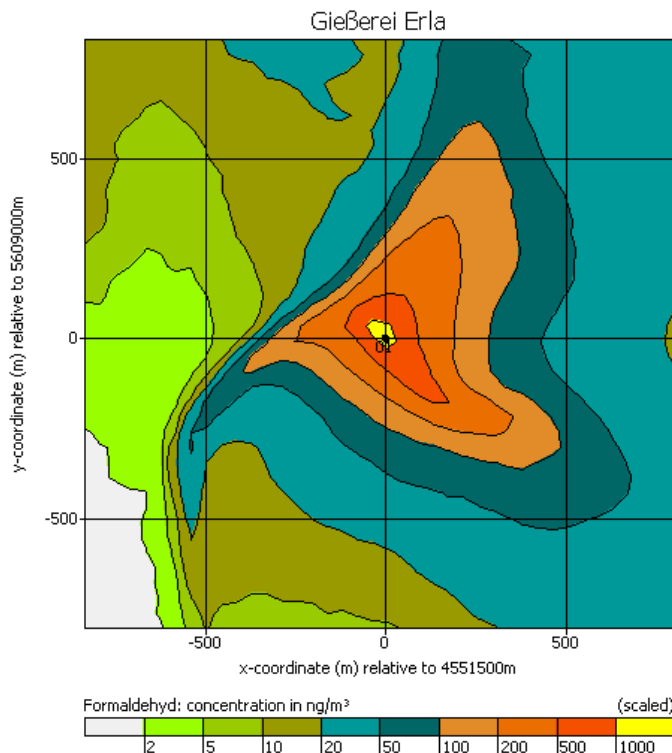 Gießerei Erla
500
0
-500
y-coordinate (m) relative to 5609000m
01
-500 0 500
x-coordinate (m) relative to 4551500m
Formaldehyd: concentration in ng/m³ (scaled)
2 5 10 20 50 100 200 500 1000